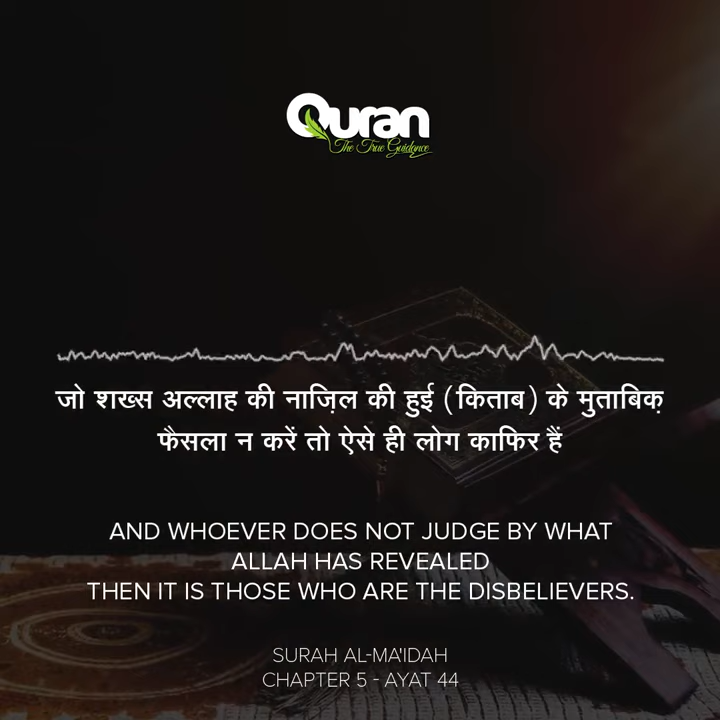 Quran
The True Guidance
जो शख्स अल्लाह की नाज़िल की हुई (किताब) के मुताबिक़
फैसला न करें तो ऐसे ही लोग काफिर हैं
AND WHOEVER DOES NOT JUDGE BY WHAT
ALLAH HAS REVEALED
THEN IT IS THOSE WHO ARE THE DISBELIEVERS.
SURAH AL-MA'IDAH
CHAPTER 5 - AYAT 44